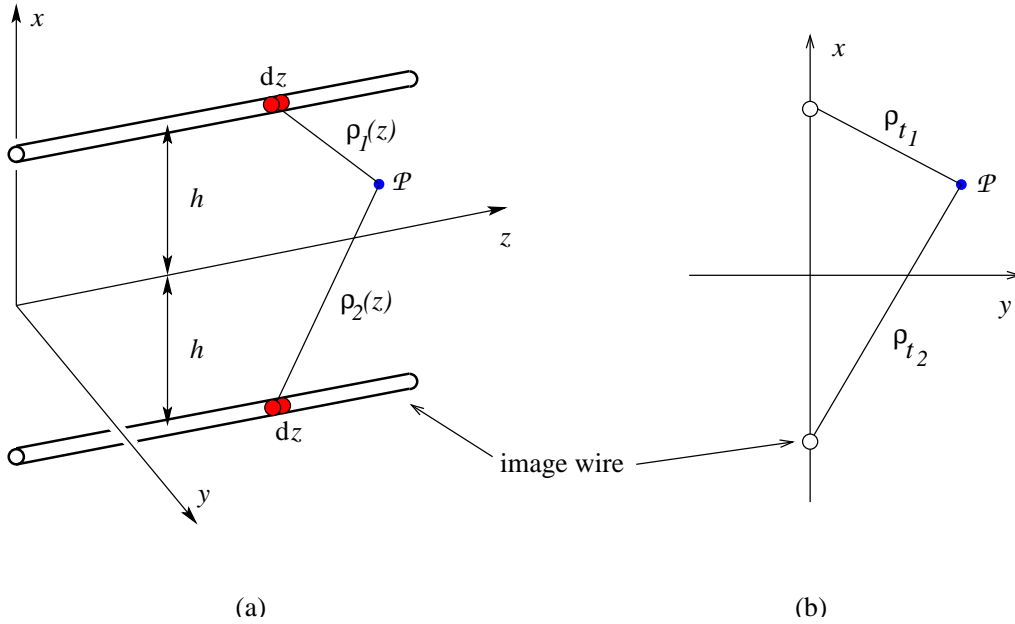 x
dz
ρ1(z)
𝒫
h
z
ρ2(z)
h
dz
y
image wire
(a)
x
ρt1
𝒫
y
ρt2
(b)